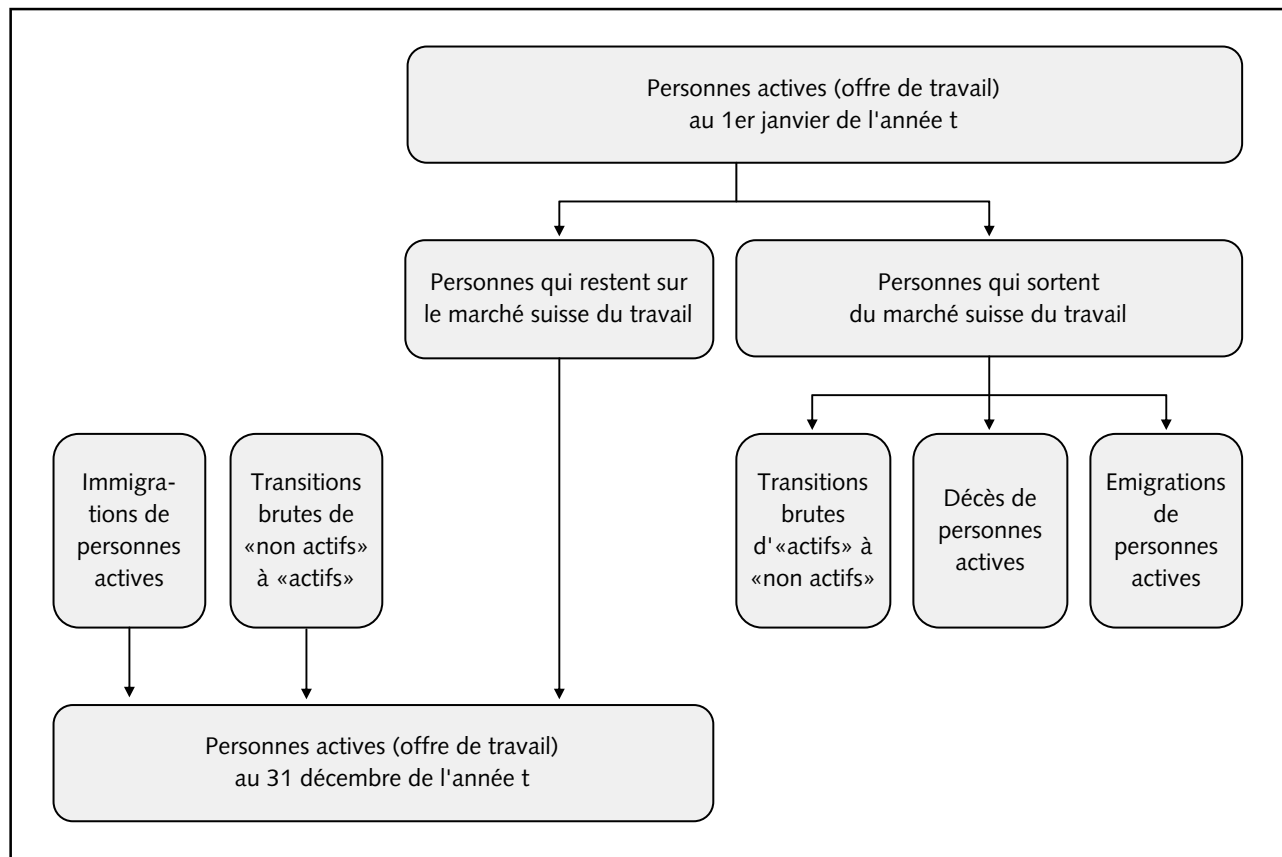 Personnes actives (offre de travail)
au 1er janvier de l'année t
Personnes qui restent sur
le marché suisse du travail
Personnes qui sortent
du marché suisse du travail
Immigra-
tions de
personnes
actives
Transitions
brutes de
«non actifs»
à «actifs»
Transitions
brutes
d'«actifs» à
«non actifs»
Décès de
personnes
actives
Emigrations
de
personnes
actives
Personnes actives (offre de travail)
au 31 décembre de l'année t